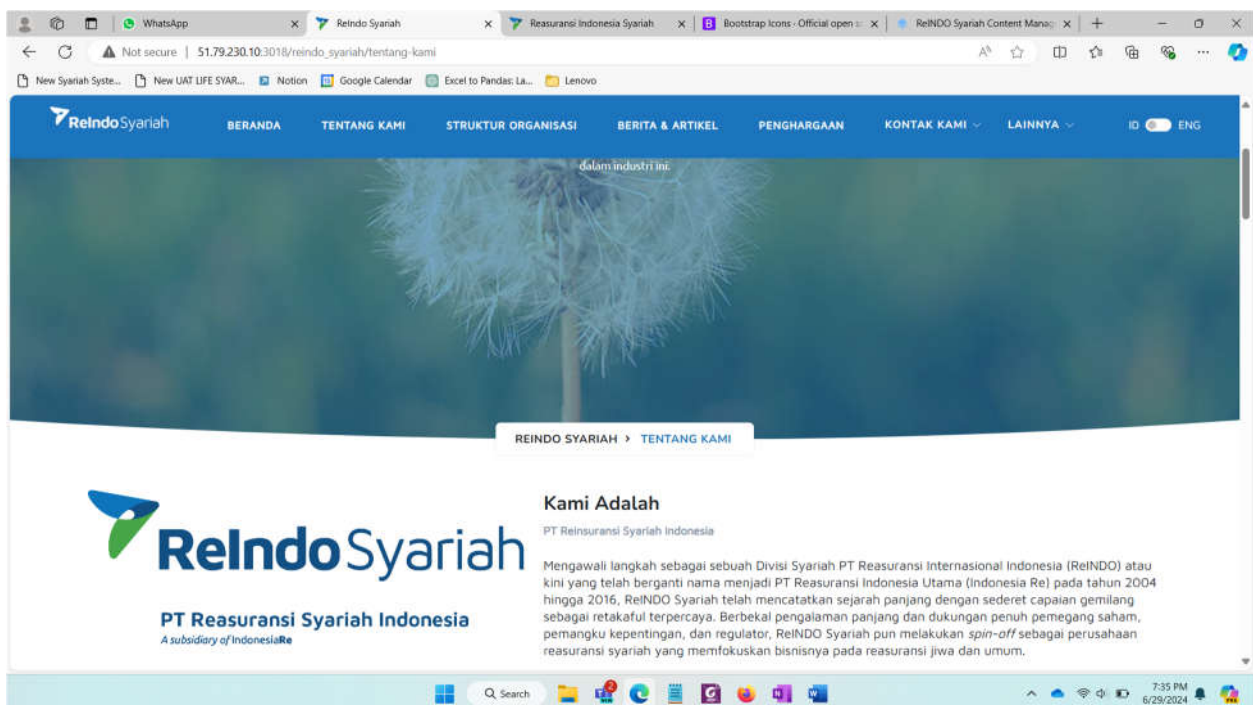 WhatsApp
ReIndo Syariah
Reasuransi Indonesia Syariah
Bootstrap Icons · Official open s
ReINDO Syariah Content Manag
Not secure | 51.79.230.10:3018/reindo_syariah/tentang-kami
New Syariah Syste...
New UAT LIFE SYAR...
Notion
Google Calendar
Excel to Pandas: La...
Lenovo
ReIndo Syariah
BERANDA
TENTANG KAMI
STRUKTUR ORGANISASI
BERITA & ARTIKEL
PENGHARGAAN
KONTAK KAMI
LAINNYA
ID
ENG
dalam industri ini.
REINDO SYARIAH > TENTANG KAMI
ReIndo Syariah
PT Reasuransi Syariah Indonesia
A subsidiary of IndonesiaRe
Kami Adalah
PT Reinsuransi Syariah Indonesia
Mengawali langkah sebagai sebuah Divisi Syariah PT Reasuransi Internasional Indonesia (ReINDO) atau
kini yang telah berganti nama menjadi PT Reasuransi Indonesia Utama (Indonesia Re) pada tahun 2004
hingga 2016, ReINDO Syariah telah mencatatkan sejarah panjang dengan sederet capaian gemilang
sebagai retakaful terpercaya. Berbekal pengalaman panjang dan dukungan penuh pemegang saham,
pemangku kepentingan, dan regulator, ReINDO Syariah pun melakukan spin-off sebagai perusahaan
reasuransi syariah yang memfokuskan bisnisnya pada reasuransi jiwa dan umum.
Search
7:35 PM
6/29/2024